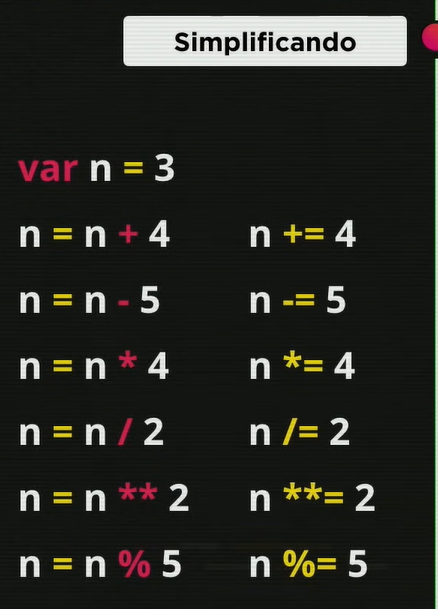 Simplificando
var n = 3
n = n + 4 n += 4
n = n - 5 n -= 5
n = n * 4 n *= 4
n = n / 2 n /= 2
n = n ** 2 n **= 2
n = n % 5 n %= 5